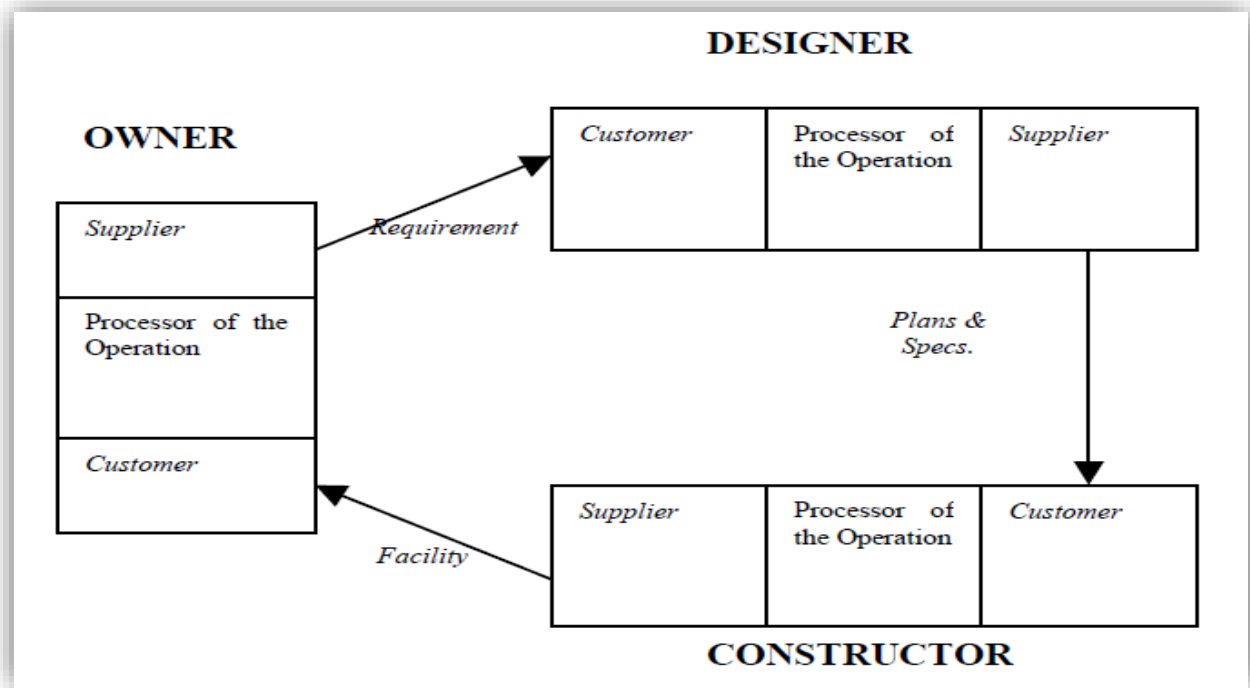 DESIGNER
OWNER
Customer
Processor of
the Operation
Supplier
Supplier
Requirement
Processor of the
Operation
Plans &
Specs.
Customer
Supplier
Processor of
the Operation
Customer
Facility
CONSTRUCTOR